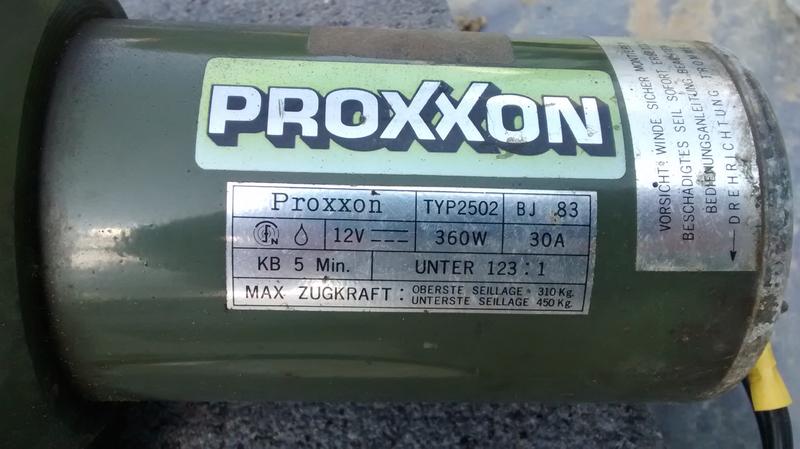 PROXXON
Proxxon TYP2502 BJ 83
12V 360W 30A
KB 5 Min. UNTER 123 : 1
MAX ZUGKRAFT : OBERSTE SEILLAGE = 310 Kg.
UNTERSTE SEILLAGE 450 Kg.
VORSICHT! WINDE SICHER
BESCHÄDIGTES SEIL SOFORT
BEDIENUNGSANLEITUNG
DREHRICHTUNG